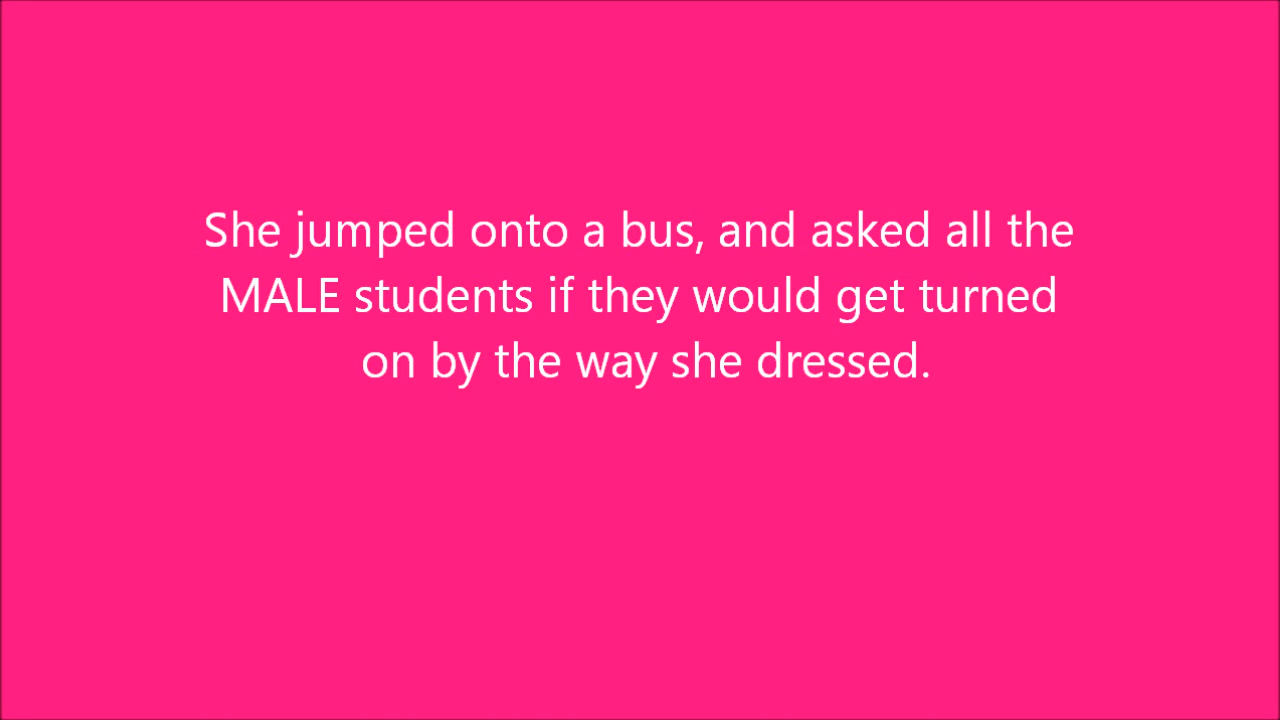 She jumped onto a bus, and asked all the
MALE students if they would get turned
on by the way she dressed.